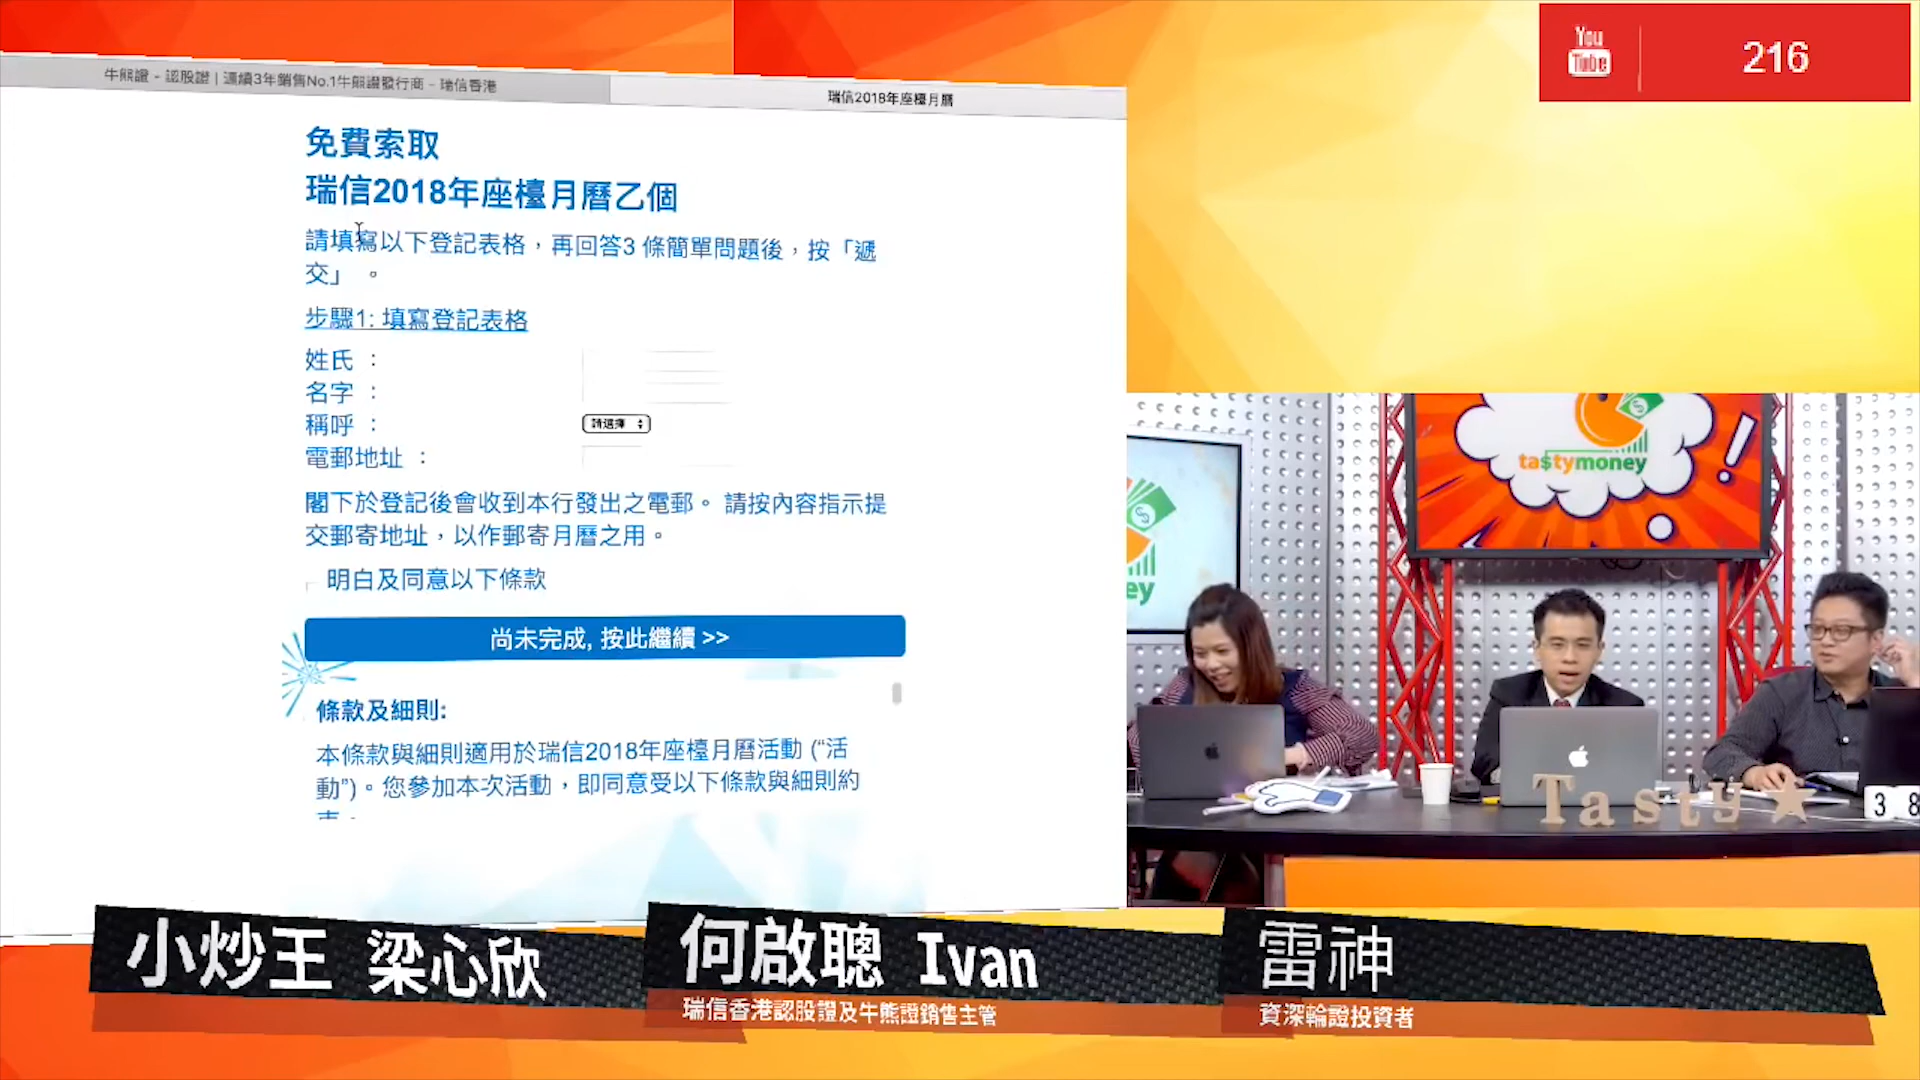 You
Tube
216
牛熊證 - 認股證 | 連續3年銷售No.1牛熊證發行商 - 瑞信香港
瑞信2018年座檯月曆
免費索取
瑞信2018年座檯月曆乙個
請填寫以下登記表格，再回答3 條簡單問題後，按「遞
交」 。
步驟1: 填寫登記表格
姓氏 ：
名字 ：
稱呼 ：
請選擇
電郵地址 ：
閣下於登記後會收到本行發出之電郵。 請按內容指示提
交郵寄地址，以作郵寄月曆之用。
明白及同意以下條款
尚未完成, 按此繼續 >>
條款及細則:
本條款與細則適用於瑞信2018年座檯月曆活動 (“活
動”)。您參加本次活動，即同意受以下條款與細則約
ta$tymoney
ey
Tasty
3 8
小炒王 梁心欣
何啟聰 Ivan
瑞信香港認股證及牛熊證銷售主管
雷神
資深輪證投資者